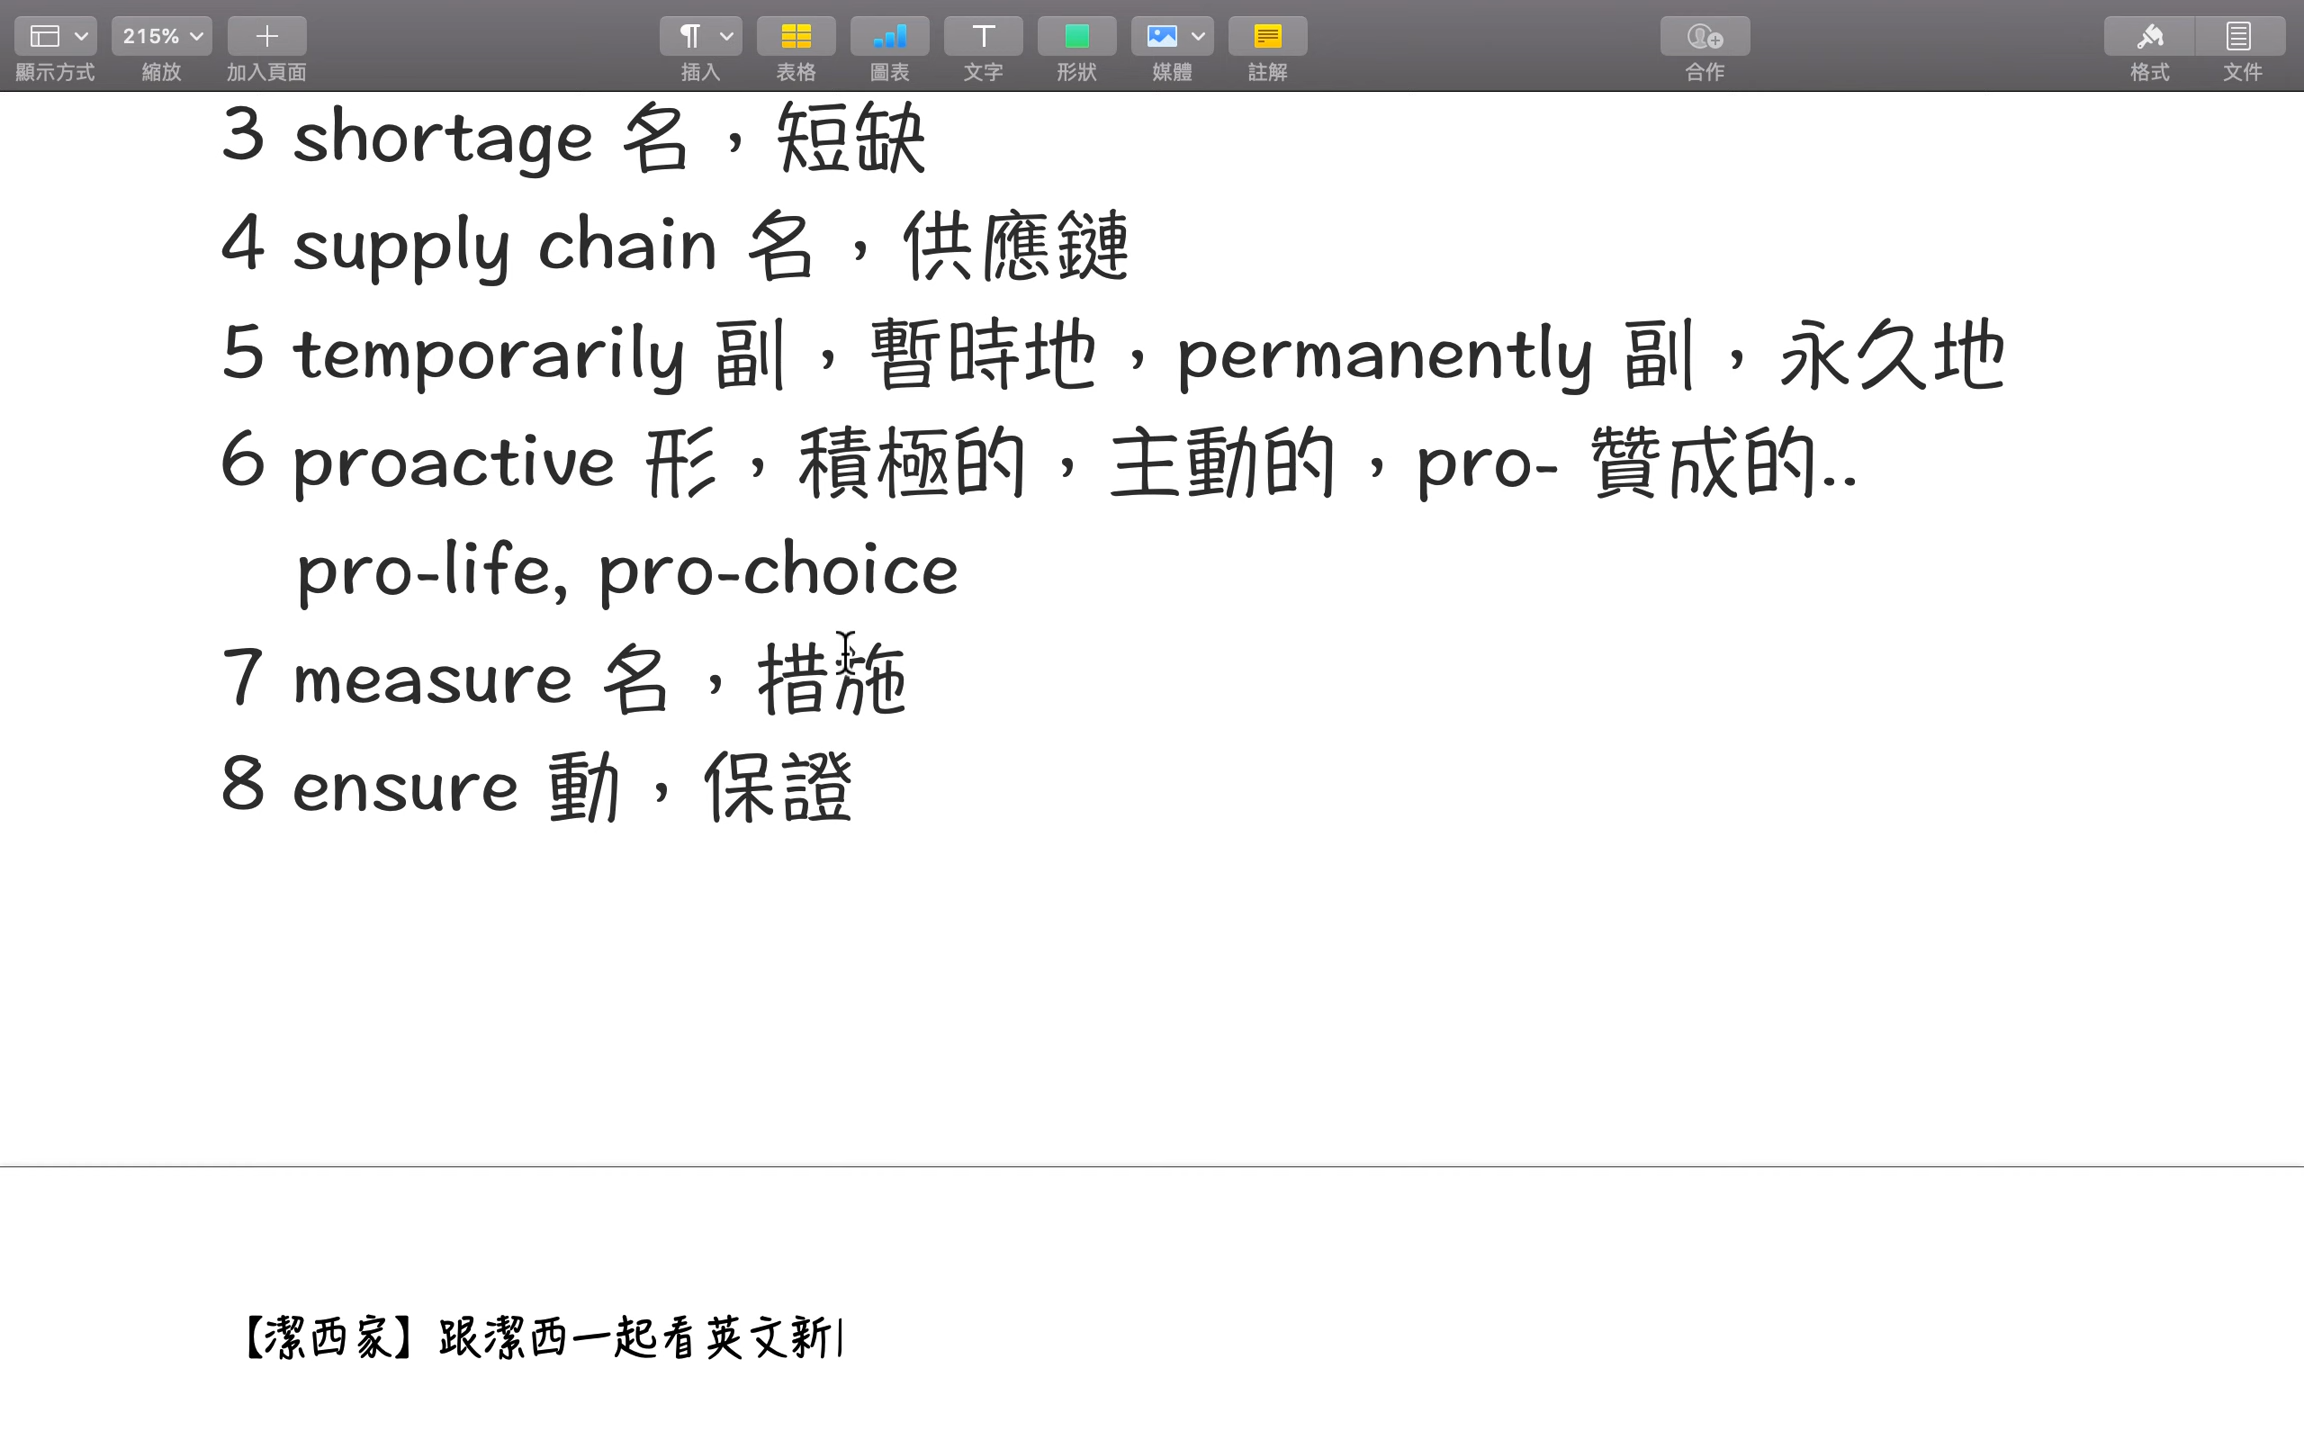 215%
顯示方式 縮放 加入頁面 插入 表格 圖表 文字 形狀 媒體 註解 合作 格式 文件
3 shortage 名，短缺
4 supply chain 名，供應鏈
5 temporarily 副，暫時地，permanently 副，永久地
6 proactive 形，積極的，主動的，pro- 贊成的..
pro-life, pro-choice
7 measure 名，措施
8 ensure 動，保證
【潔西家】跟潔西一起看英文新